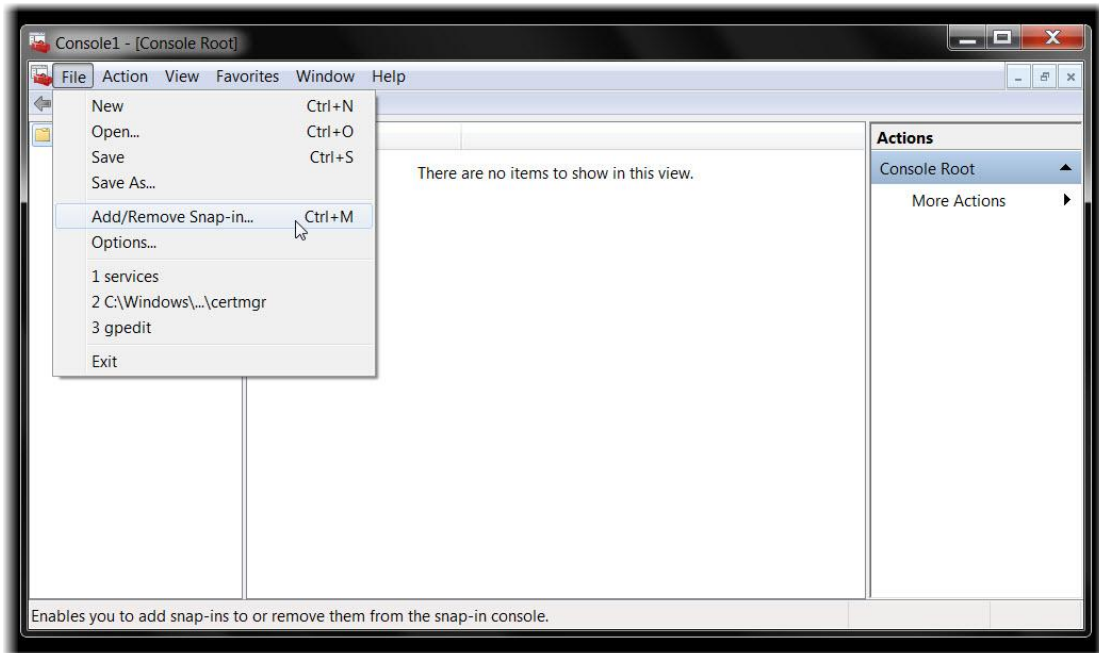 Console1 - [Console Root]
File Action View Favorites Window Help
New Ctrl+N
Open... Ctrl+O
Save Ctrl+S
Save As...
Add/Remove Snap-in... Ctrl+M
Options...
1 services
2 C:\Windows\...\certmgr
3 gpedit
Exit
There are no items to show in this view.
Actions
Console Root
More Actions
Enables you to add snap-ins to or remove them from the snap-in console.